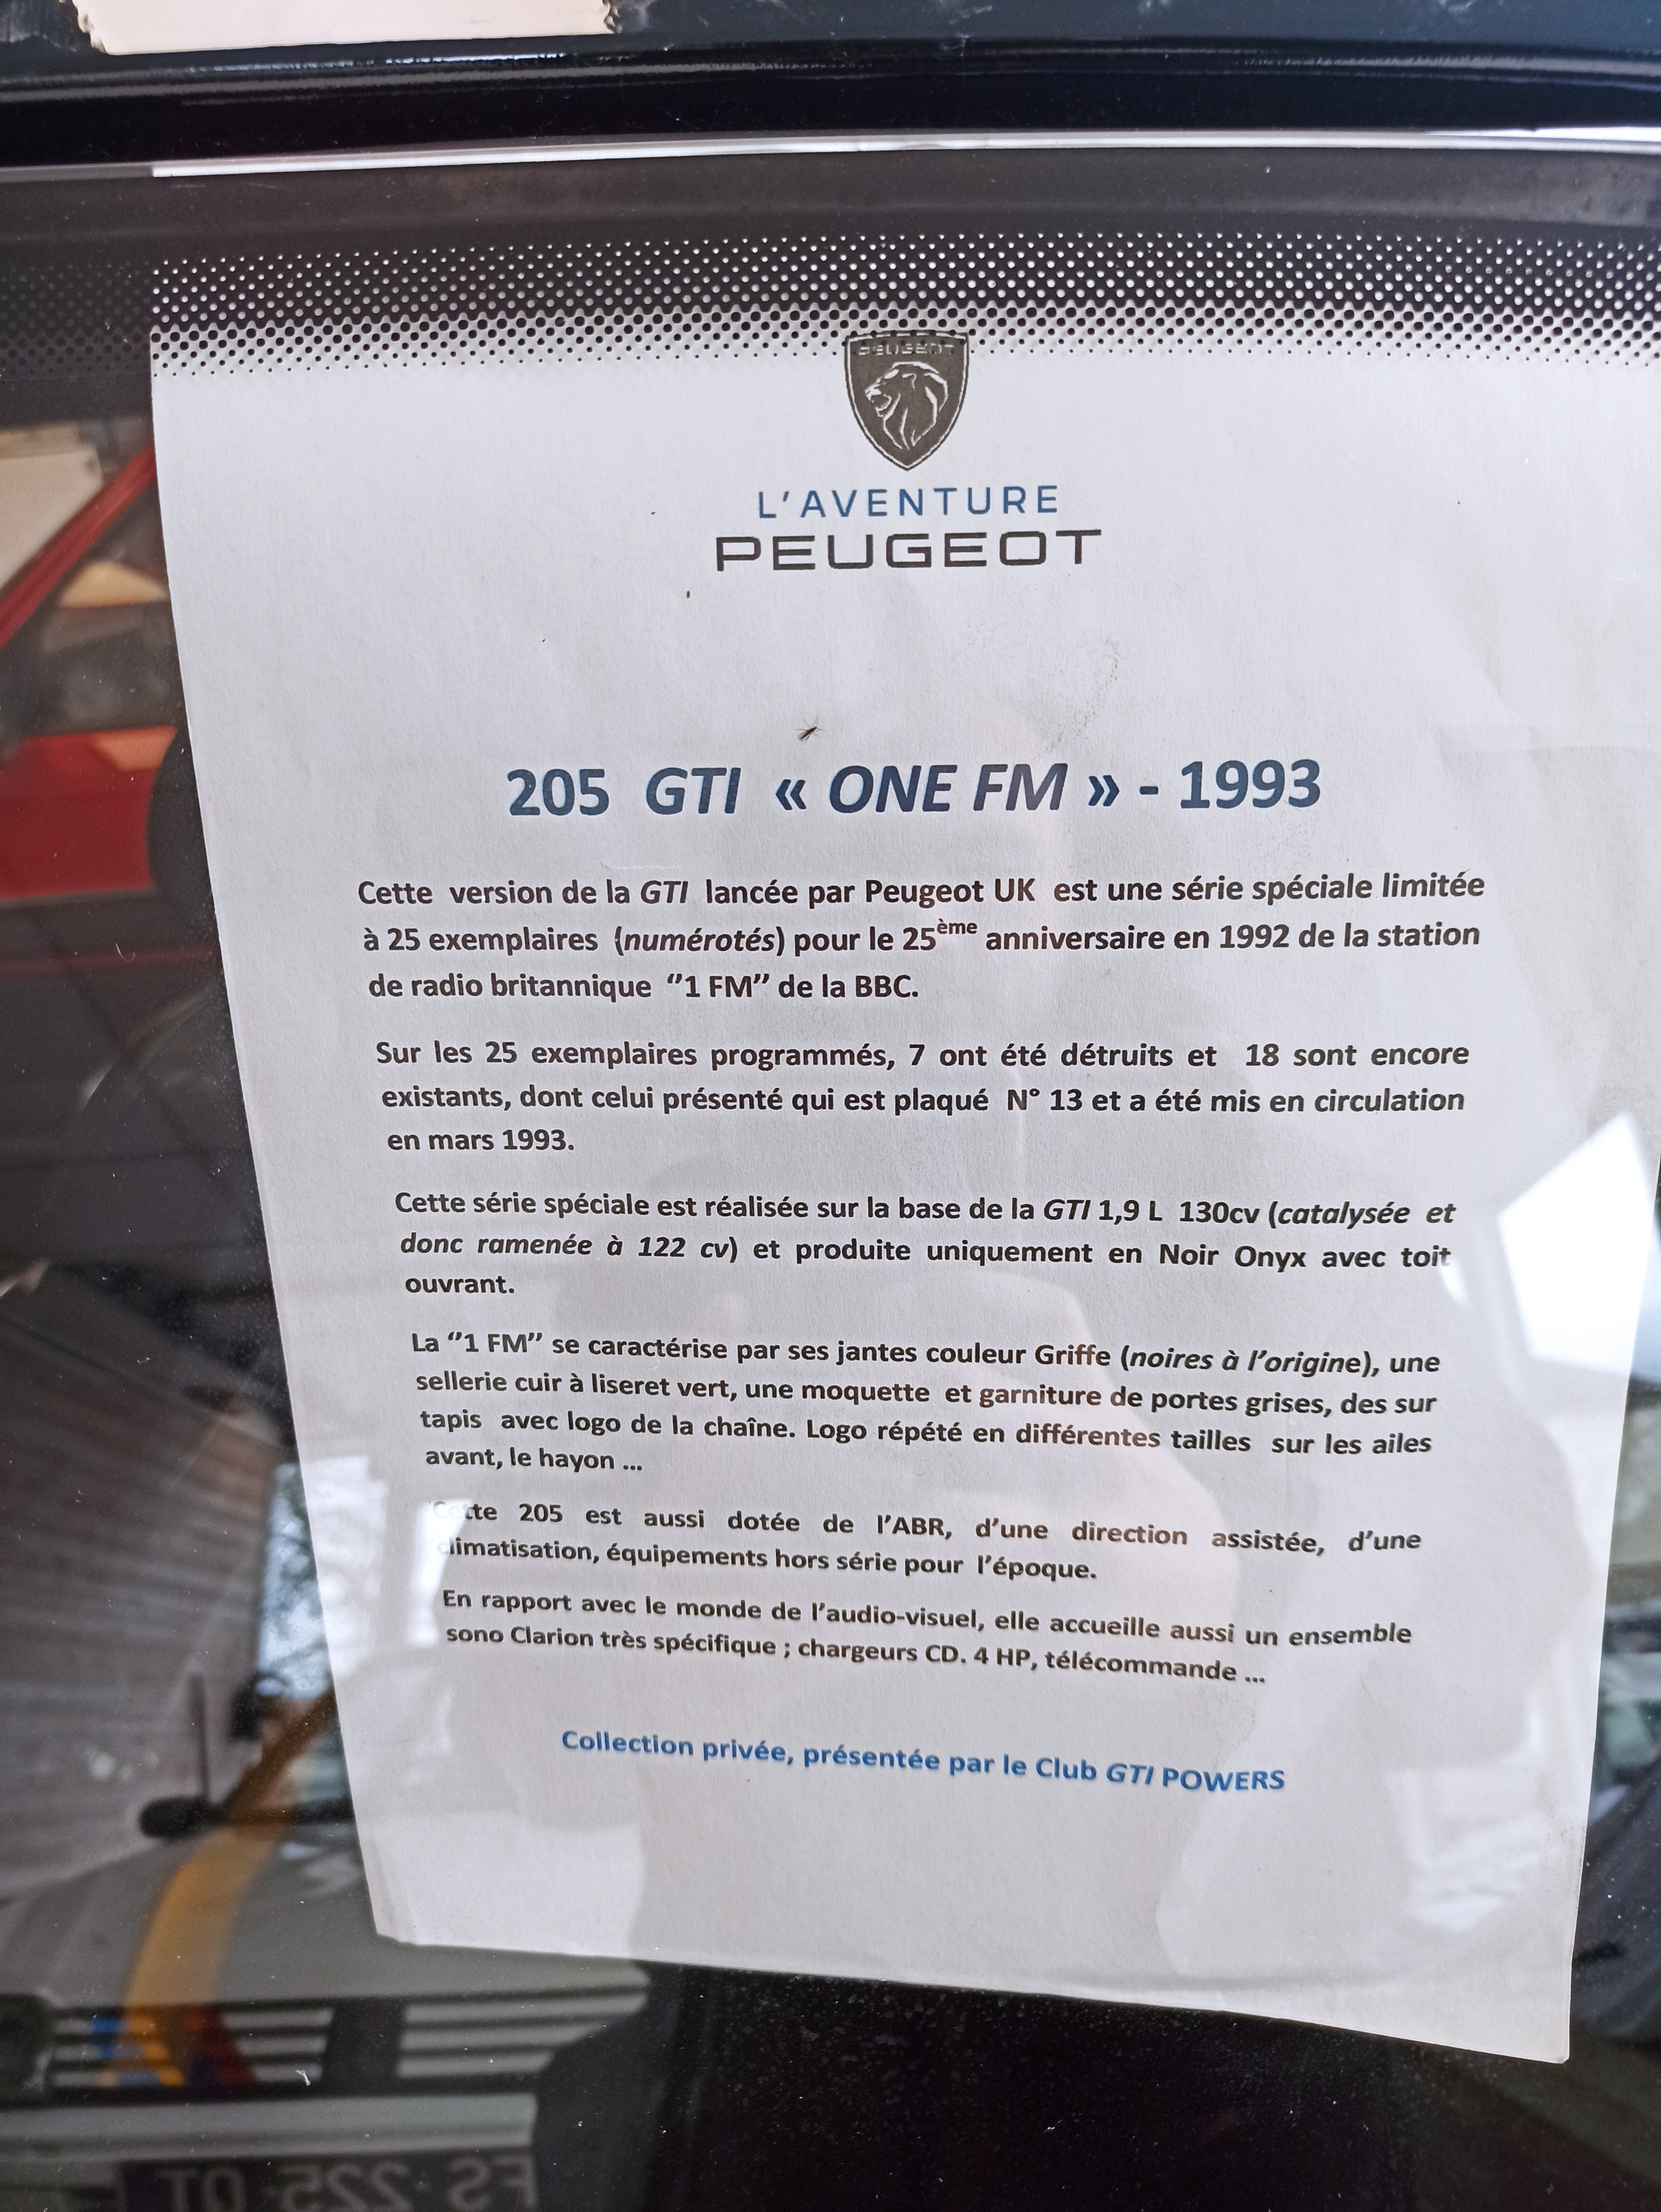 PEUGEOT
L'AVENTURE
PEUGEOT
205 GTI « ONE FM » - 1993
Cette version de la GTI lancée par Peugeot UK est une série spéciale limitée
à 25 exemplaires (numérotés) pour le 25ème anniversaire en 1992 de la station
de radio britannique ‘’1 FM’’ de la BBC.
Sur les 25 exemplaires programmés, 7 ont été détruits et 18 sont encore
existants, dont celui présenté qui est plaqué N° 13 et a été mis en circulation
en mars 1993.
Cette série spéciale est réalisée sur la base de la GTI 1,9 L 130cv (catalysée et
donc ramenée à 122 cv) et produite uniquement en Noir Onyx avec toit
ouvrant.
La ‘’1 FM’’ se caractérise par ses jantes couleur Griffe (noires à l’origine), une
sellerie cuir à liseret vert, une moquette et garniture de portes grises, des sur
tapis avec logo de la chaîne. Logo répété en différentes tailles sur les ailes
avant, le hayon ...
Cette 205 est aussi dotée de l’ABR, d’une direction assistée, d’une
climatisation, équipements hors série pour l’époque.
En rapport avec le monde de l’audio-visuel, elle accueille aussi un ensemble
sono Clarion très spécifique ; chargeurs CD. 4 HP, télécommande ...
Collection privée, présentée par le Club GTI POWERS
FS-225-QT